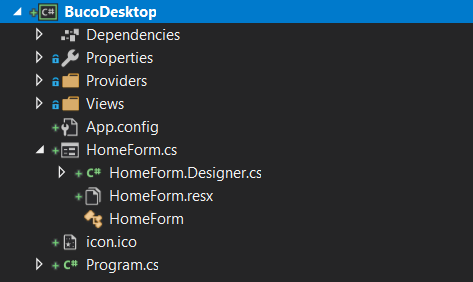 BucoDesktop
Dependencies
Properties
Providers
Views
App.config
HomeForm.cs
HomeForm.Designer.cs
HomeForm.resx
HomeForm
icon.ico
Program.cs